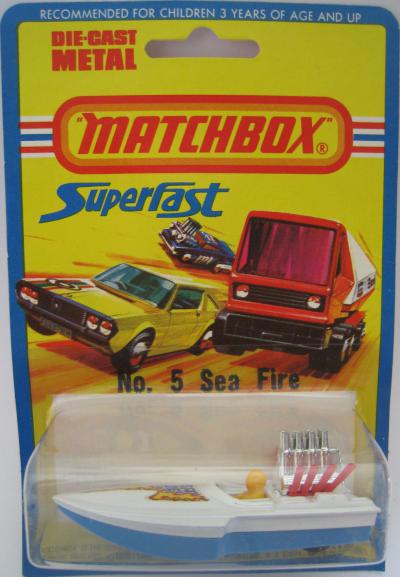 RECOMMENDED FOR CHILDREN 3 YEARS OF AGE AND UP
DIE-CAST
METAL
"MATCHBOX"®
SuperFast
No. 5 Sea Fire